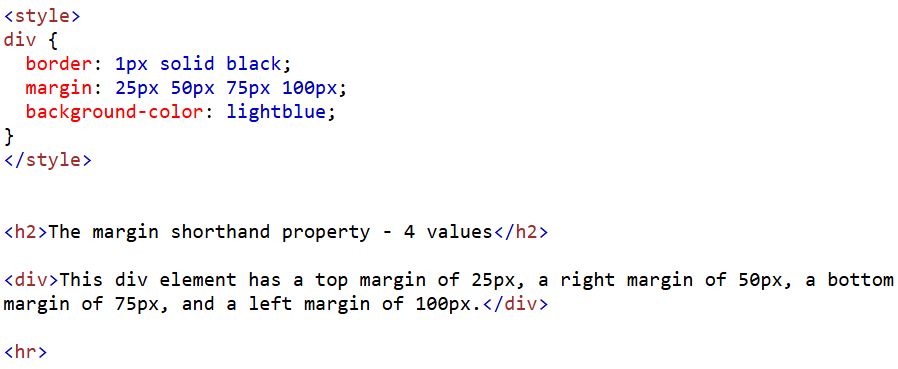 <style>
div {
  border: 1px solid black;
  margin: 25px 50px 75px 100px;
  background-color: lightblue;
}
</style>
<h2>The margin shorthand property - 4 values</h2>
<div>This div element has a top margin of 25px, a right margin of 50px, a bottom
margin of 75px, and a left margin of 100px.</div>
<hr>